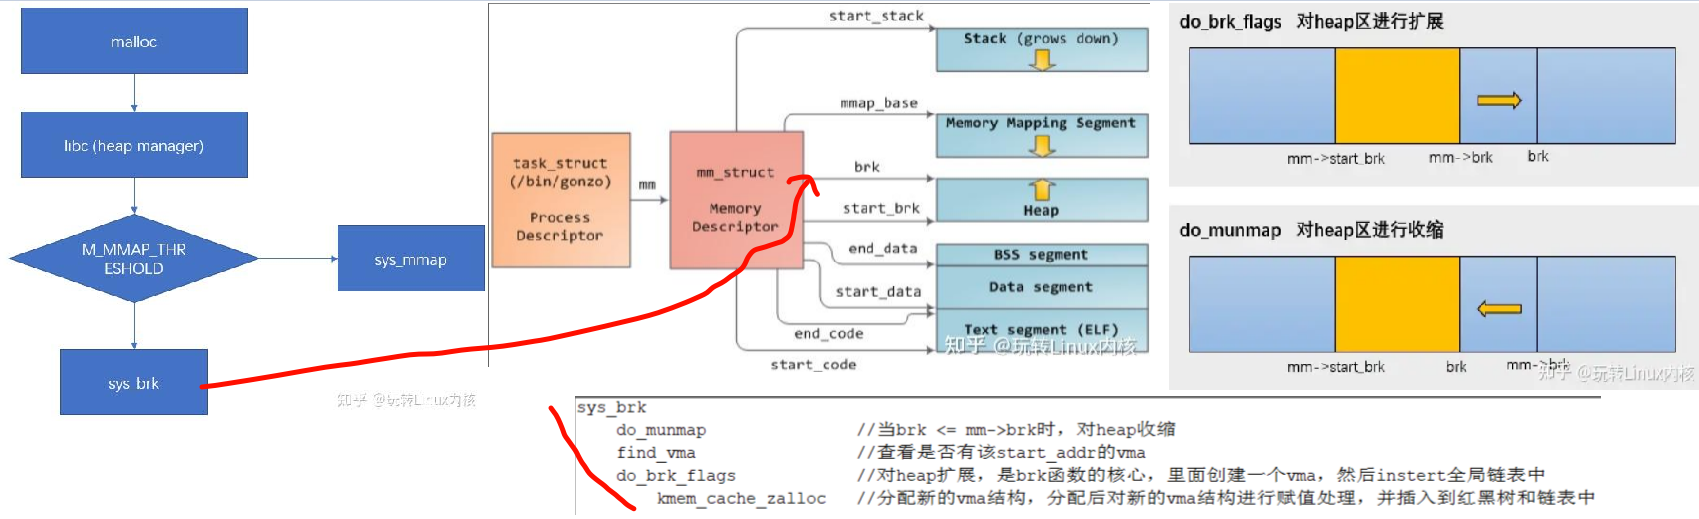 malloc
libc (heap manager)
M_MMAP_THR
ESHOLD
sys_mmap
sys_brk
知乎 @玩转Linux内核
task_struct
(/bin/gonzo)
Process
Descriptor
mm
mm_struct
Memory
Descriptor
start_stack
Stack (grows down)
mmap_base
Memory Mapping Segment
brk
start_brk
Heap
end_data
BSS segment
start_data
Data segment
end_code
Text segment (ELF)
start_code
知乎 @玩转Linux内核
do_brk_flags 对heap区进行扩展
mm->start_brk mm->brk brk
do_munmap 对heap区进行收缩
mm->start_brk brk mm->brk
知乎 @玩转Linux内核
sys_brk
do_munmap //当brk <= mm->brk时，对heap收缩
find_vma //查看是否有该start_addr的vma
do_brk_flags //对heap扩展，是brk函数的核心，里面创建一个vma，然后instert全局链表中
kmem_cache_zalloc //分配新的vma结构，分配后对新的vma结构进行赋值处理，并插入到红黑树和链表中